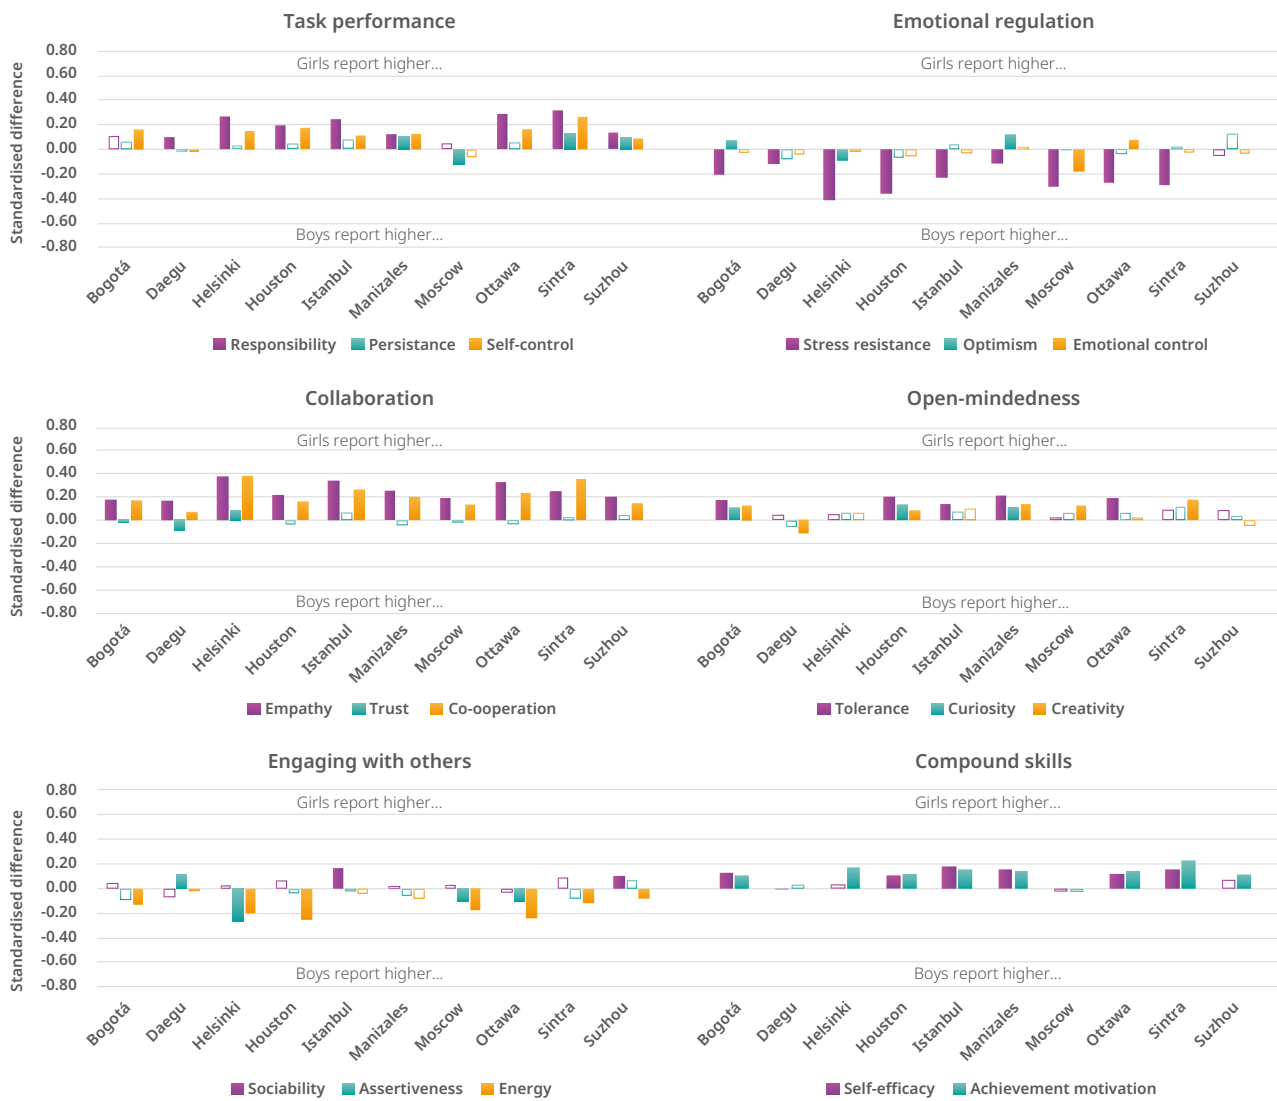 Task performance
Emotional regulation
Standardised difference
0.80
0.60
0.40
0.20
0.00
-0.20
-0.40
-0.60
-0.80
Girls report higher...
Girls report higher...
Boys report higher...
Boys report higher...
Bogotá
Daegu
Helsinki
Houston
Istanbul
Manizales
Moscow
Ottawa
Sintra
Suzhou
Bogotá
Daegu
Helsinki
Houston
Istanbul
Manizales
Moscow
Ottawa
Sintra
Suzhou
Responsibility Persistance Self-control
Stress resistance Optimism Emotional control
Collaboration
Open-mindedness
Standardised difference
0.80
0.60
0.40
0.20
0.00
-0.20
-0.40
-0.60
-0.80
Girls report higher...
Girls report higher...
Boys report higher...
Boys report higher...
Bogotá
Daegu
Helsinki
Houston
Istanbul
Manizales
Moscow
Ottawa
Sintra
Suzhou
Bogotá
Daegu
Helsinki
Houston
Istanbul
Manizales
Moscow
Ottawa
Sintra
Suzhou
Empathy Trust Co-ooperation
Tolerance Curiosity Creativity
Engaging with others
Compound skills
Standardised difference
0.80
0.60
0.40
0.20
0.00
-0.20
-0.40
-0.60
-0.80
Girls report higher...
Girls report higher...
Boys report higher...
Boys report higher...
Bogotá
Daegu
Helsinki
Houston
Istanbul
Manizales
Moscow
Ottawa
Sintra
Suzhou
Bogotá
Daegu
Helsinki
Houston
Istanbul
Manizales
Moscow
Ottawa
Sintra
Suzhou
Sociability Assertiveness Energy
Self-efficacy Achievement motivation